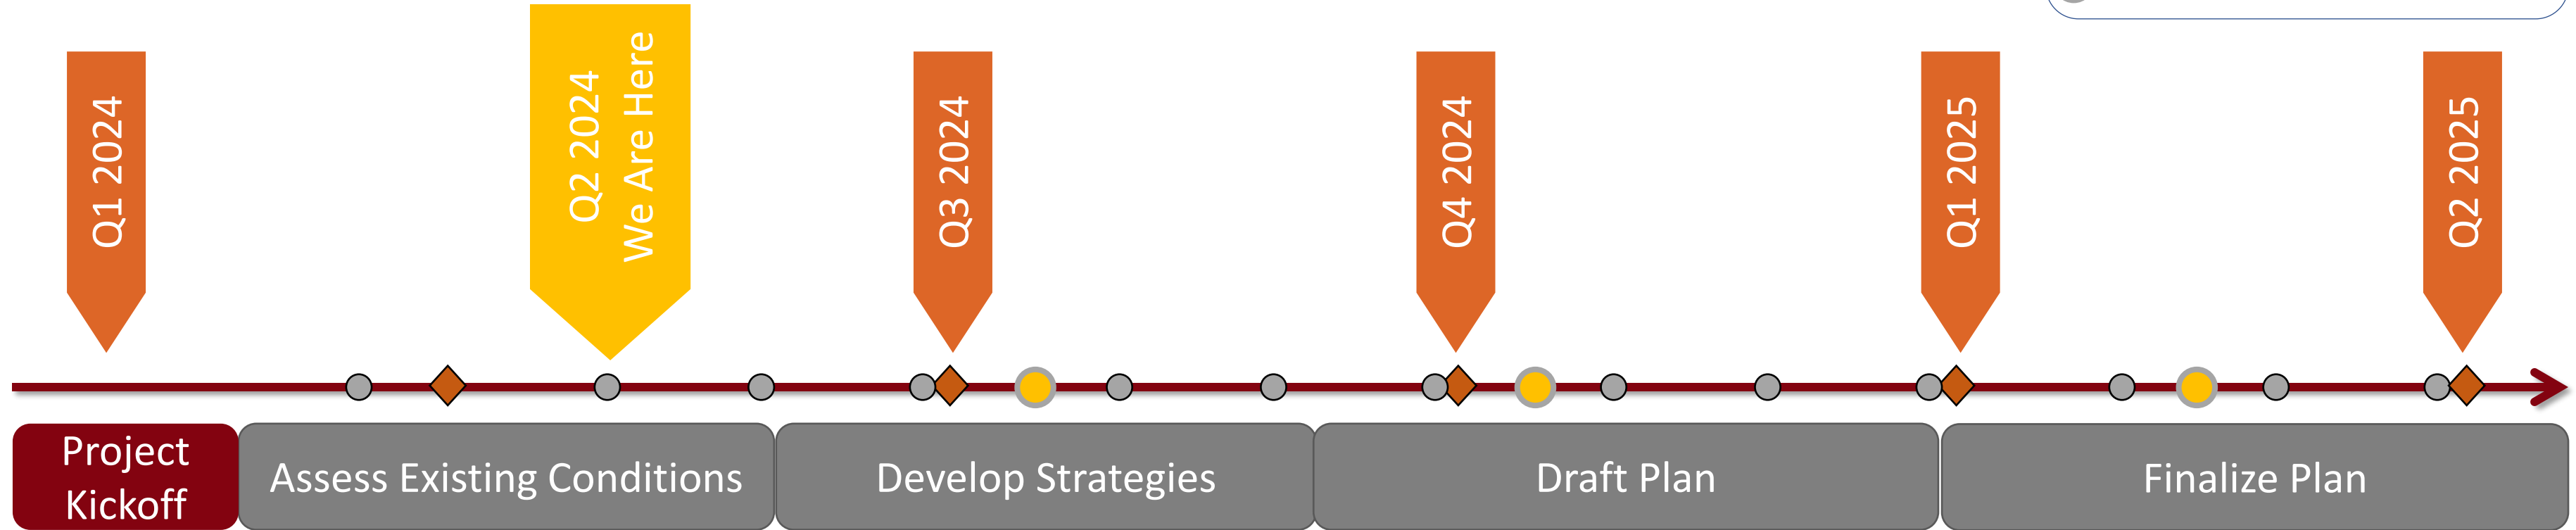 Q1 2024
Q2 2024
We Are Here
Q3 2024
Q4 2024
Q1 2025
Q2 2025
Project
Kickoff
Assess Existing Conditions
Develop Strategies
Draft Plan
Finalize Plan